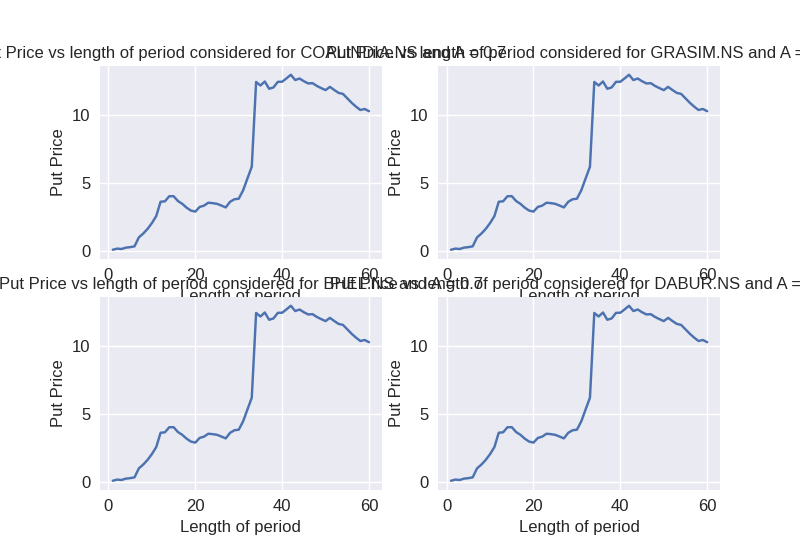 Price vs length of period considered for COALINDIA.NS and A = 0.7
Put Price vs length of period considered for GRASIM.NS and A =
10
5
0
Put Price
0
20
40
60
Length of period
10
5
0
Put Price
0
20
40
60
Length of period
Put Price vs length of period considered for BHEL.NS and A = 0.7
Put Price vs length of period considered for DABUR.NS and A =
10
5
0
Put Price
0
20
40
60
Length of period
10
5
0
Put Price
0
20
40
60
Length of period